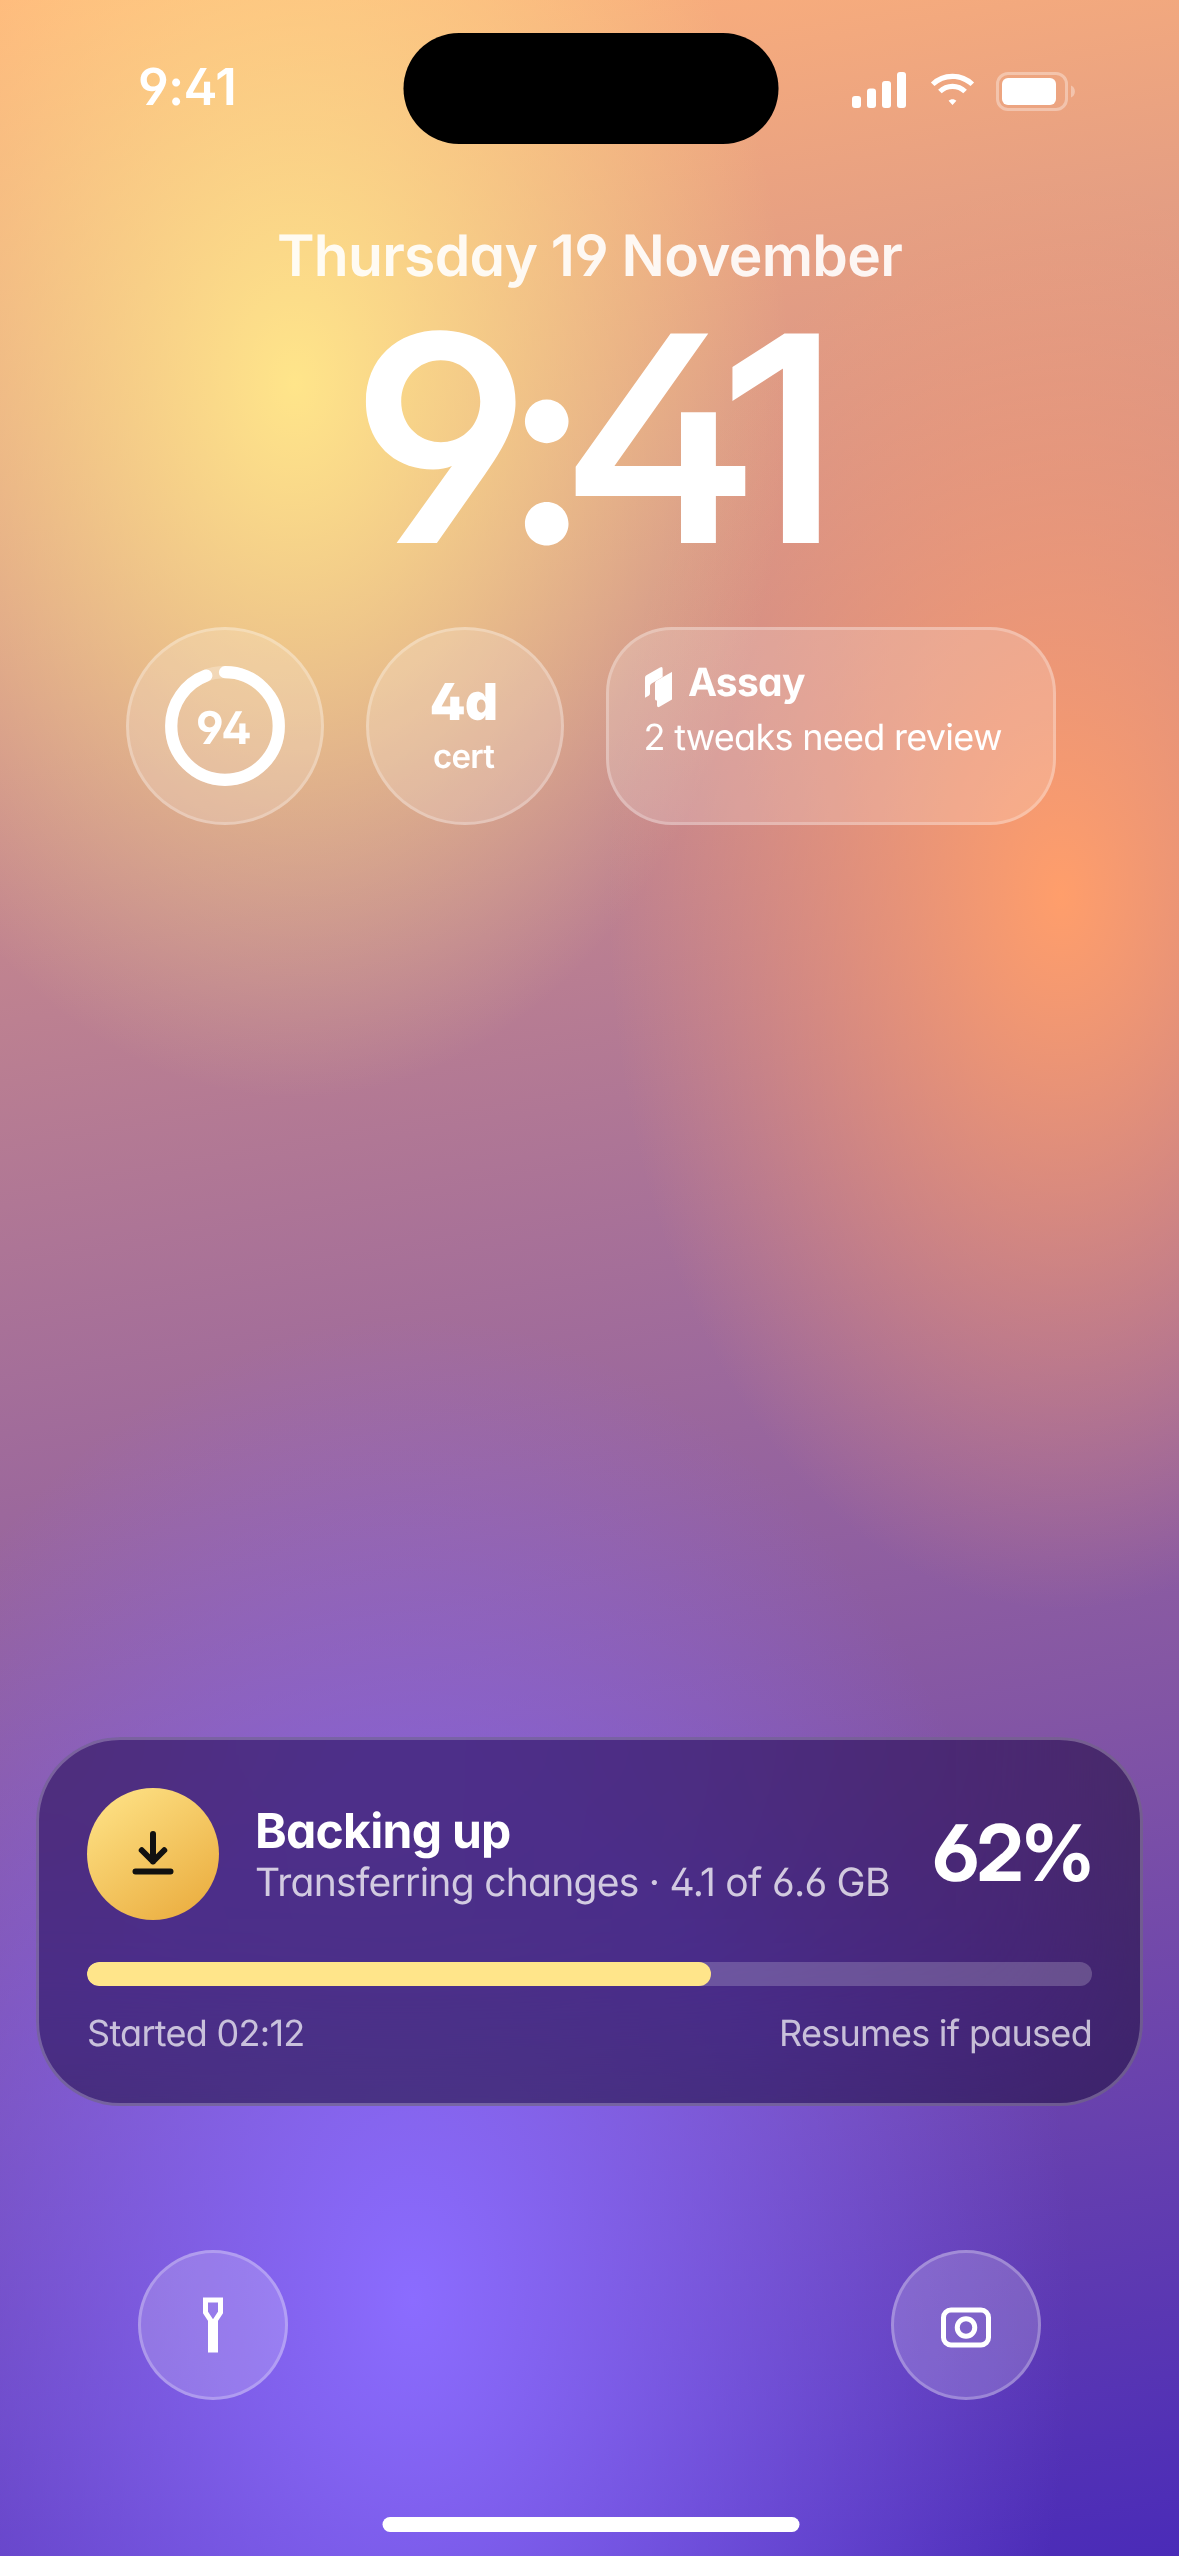 9:41
Thursday 19 November
9:41
94
4d
cert
Assay
2 tweaks need review
Backing up
Transferring changes · 4.1 of 6.6 GB
62%
Started 02:12
Resumes if paused